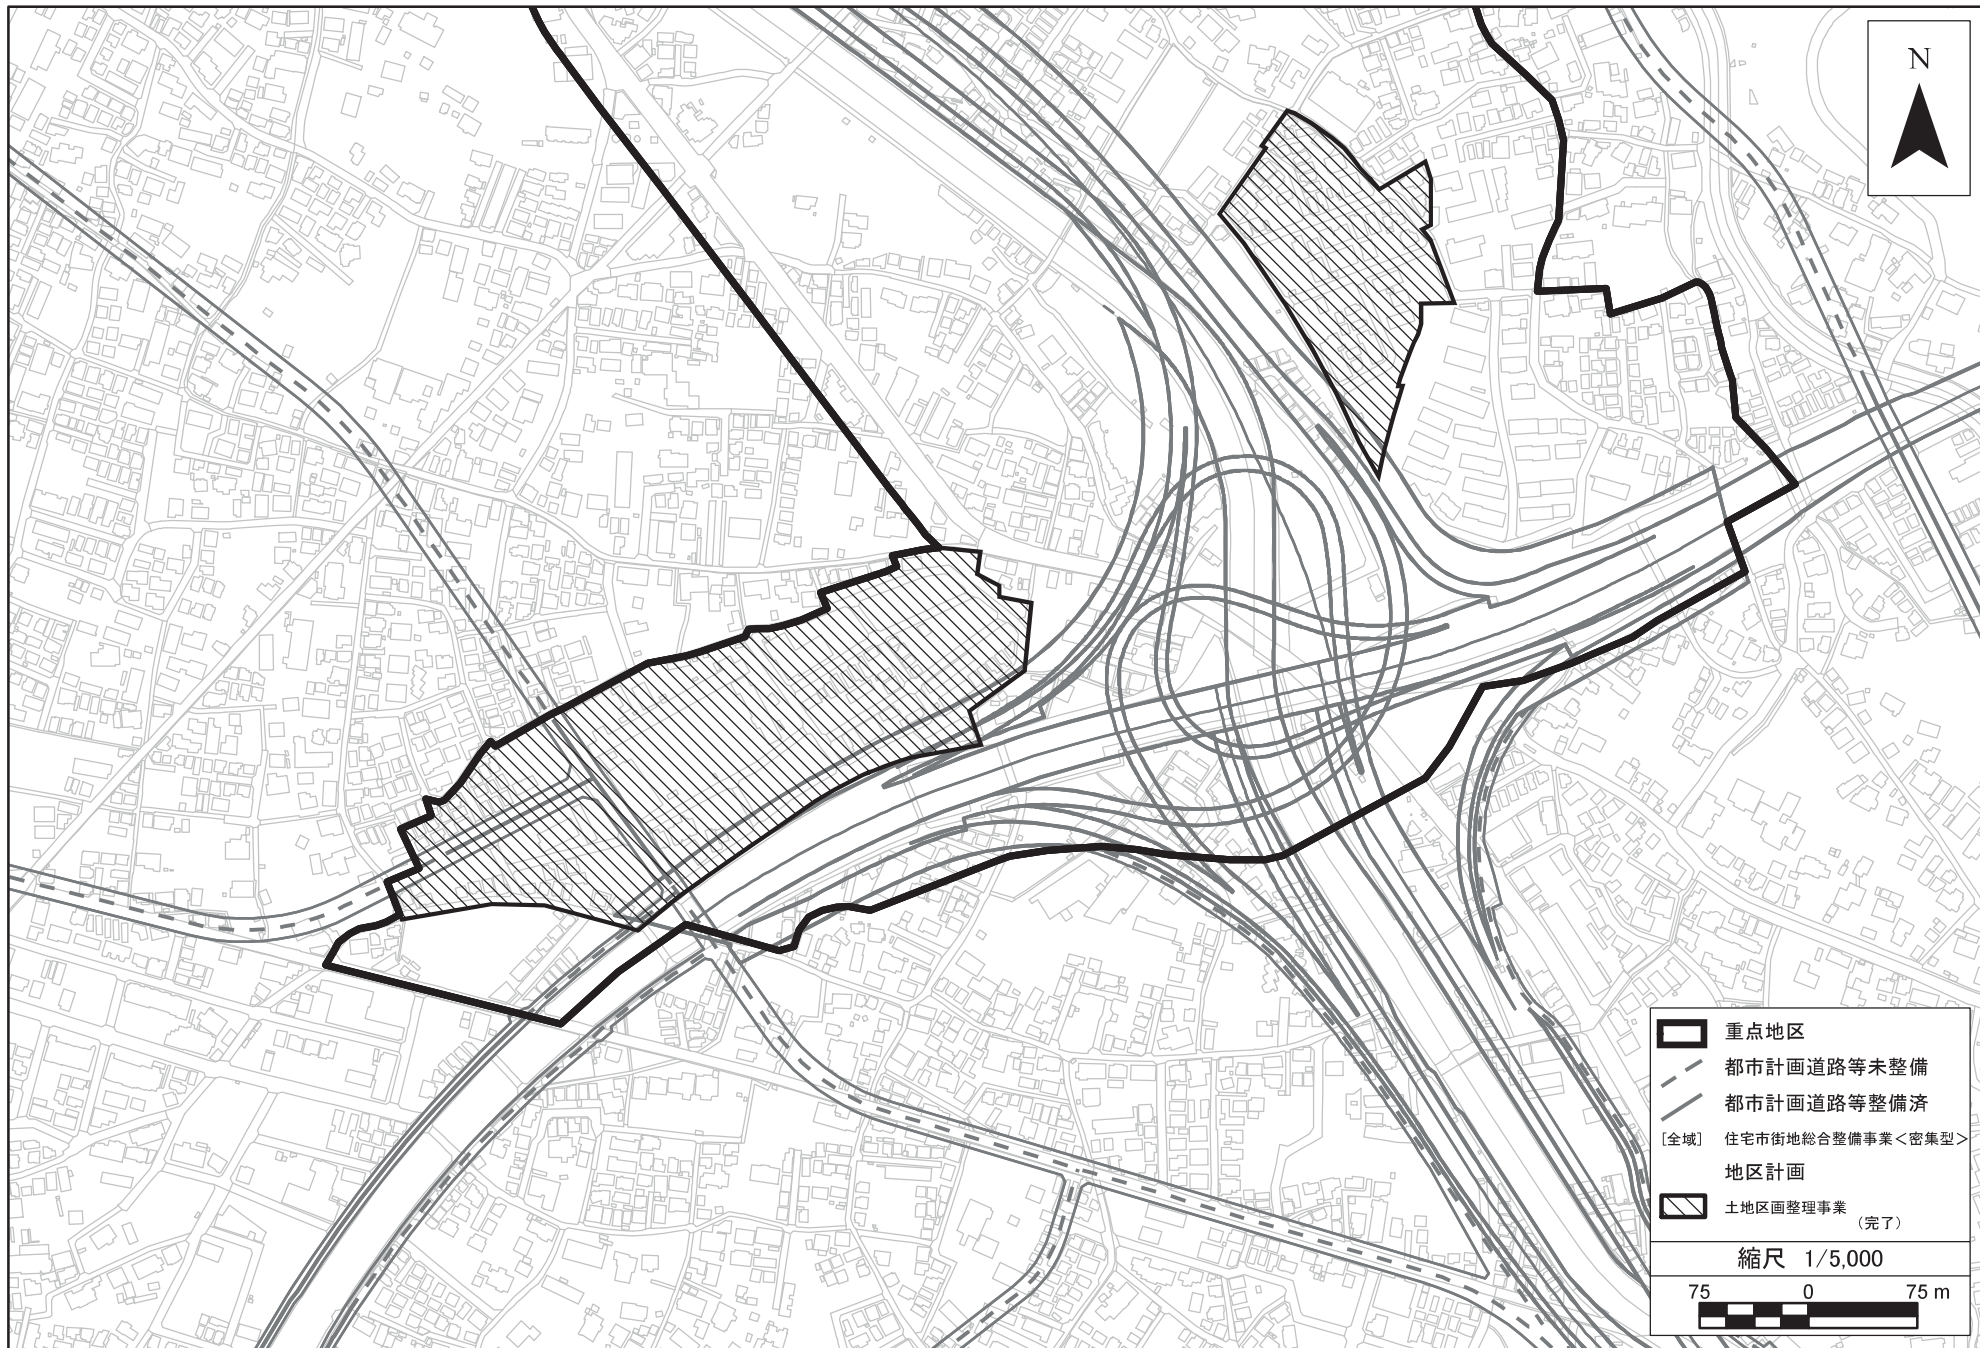 N
重点地区
都市計画道路等未整備
都市計画道路等整備済
[全域] 住宅市街地総合整備事業<密集型>
地区計画
土地区画整理事業
(完了)
縮尺 1/5,000
75 0 75 m